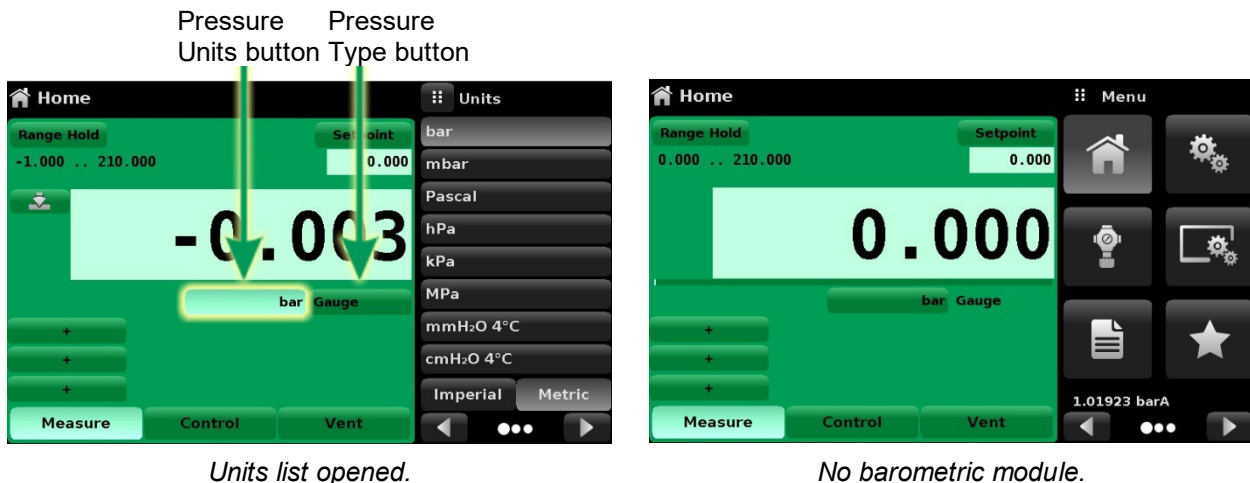 Pressure Units button
Pressure Type button
Home
Units
Range Hold
Setpoint
-1.000 .. 210.000
0.000
-0.003
bar
Gauge
+
+
+
Measure
Control
Vent
bar
mbar
Pascal
hPa
kPa
MPa
mmH₂O 4°C
cmH₂O 4°C
Imperial
Metric
Units list opened.
Home
Menu
Range Hold
Setpoint
0.000 .. 210.000
0.000
0.000
bar
Gauge
+
+
+
Measure
Control
Vent
1.01923 barA
No barometric module.